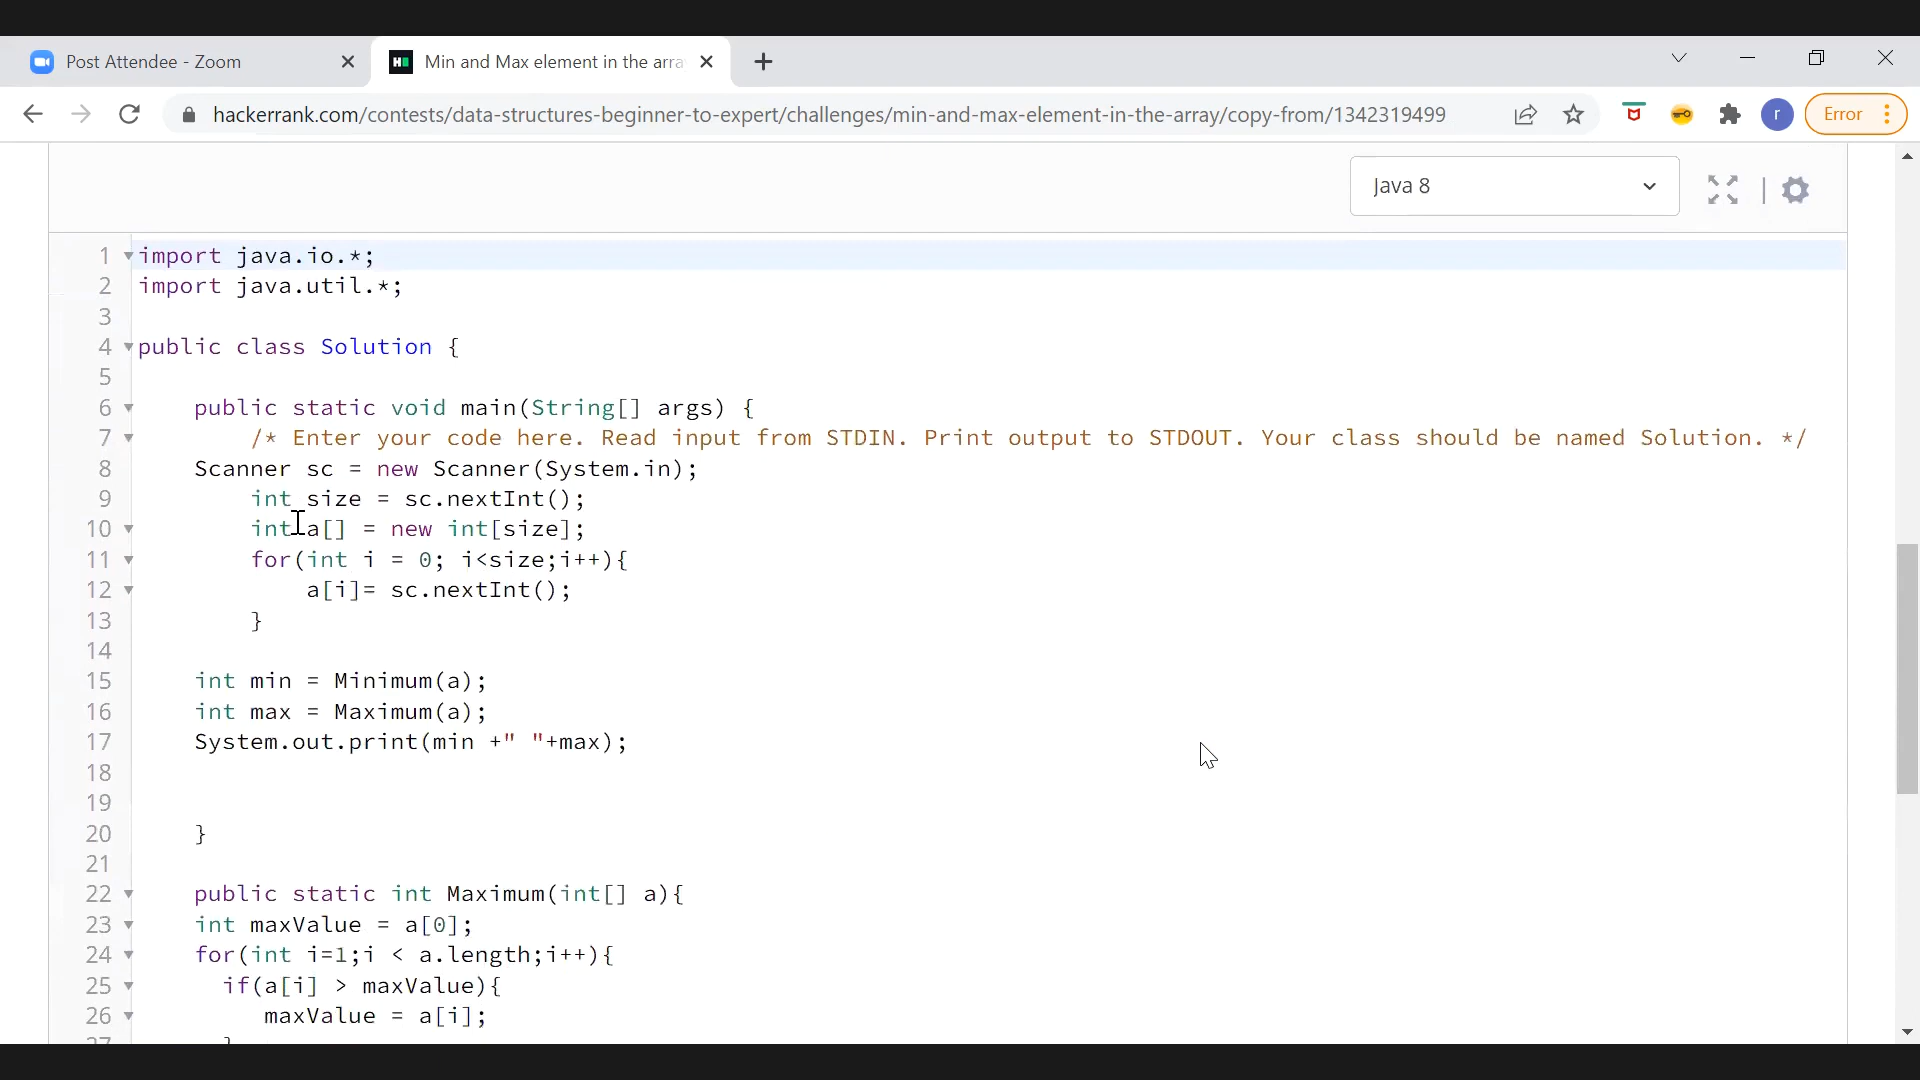 Post Attendee - Zoom
Min and Max element in the arra
hackerrank.com/contests/data-structures-beginner-to-expert/challenges/min-and-max-element-in-the-array/copy-from/1342319499
r
Error
Java 8
1 import java.io.*;
2 import java.util.*;
3
4 public class Solution {
5
6 public static void main(String[] args) {
7 /* Enter your code here. Read input from STDIN. Print output to STDOUT. Your class should be named Solution. */
8 Scanner sc = new Scanner(System.in);
9 int size = sc.nextInt();
10 int a[] = new int[size];
11 for(int i = 0; i<size;i++){
12 a[i]= sc.nextInt();
13 }
14
15 int min = Minimum(a);
16 int max = Maximum(a);
17 System.out.print(min +" "+max);
18
19
20 }
21
22 public static int Maximum(int[] a){
23 int maxValue = a[0];
24 for(int i=1;i < a.length;i++){
25 if(a[i] > maxValue){
26 maxValue = a[i];
27 }